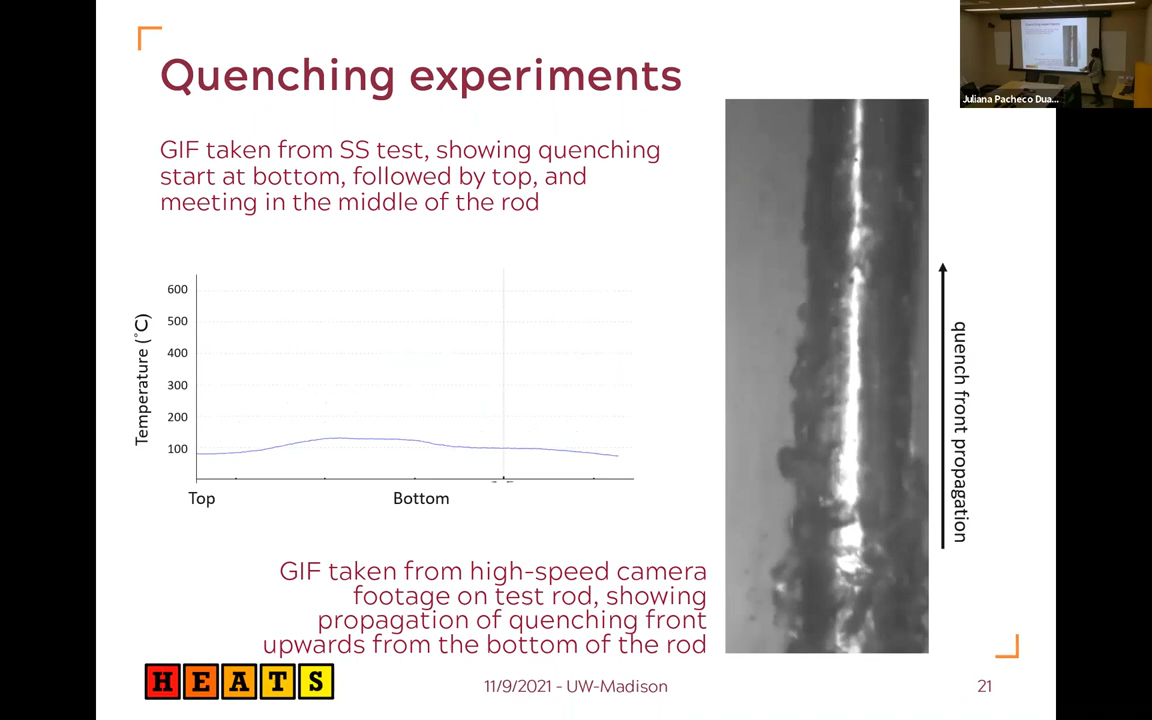 Quenching experiments
GIF taken from SS test, showing quenching
start at bottom, followed by top, and
meeting in the middle of the rod
Temperature (°C)
600
500
400
300
200
100
Top
Bottom
GIF taken from high-speed camera
footage on test rod, showing
propagation of quenching front
upwards from the bottom of the rod
quench front propagation
HEATS
11/9/2021 - UW-Madison
21
Juliana Pacheco Dua...